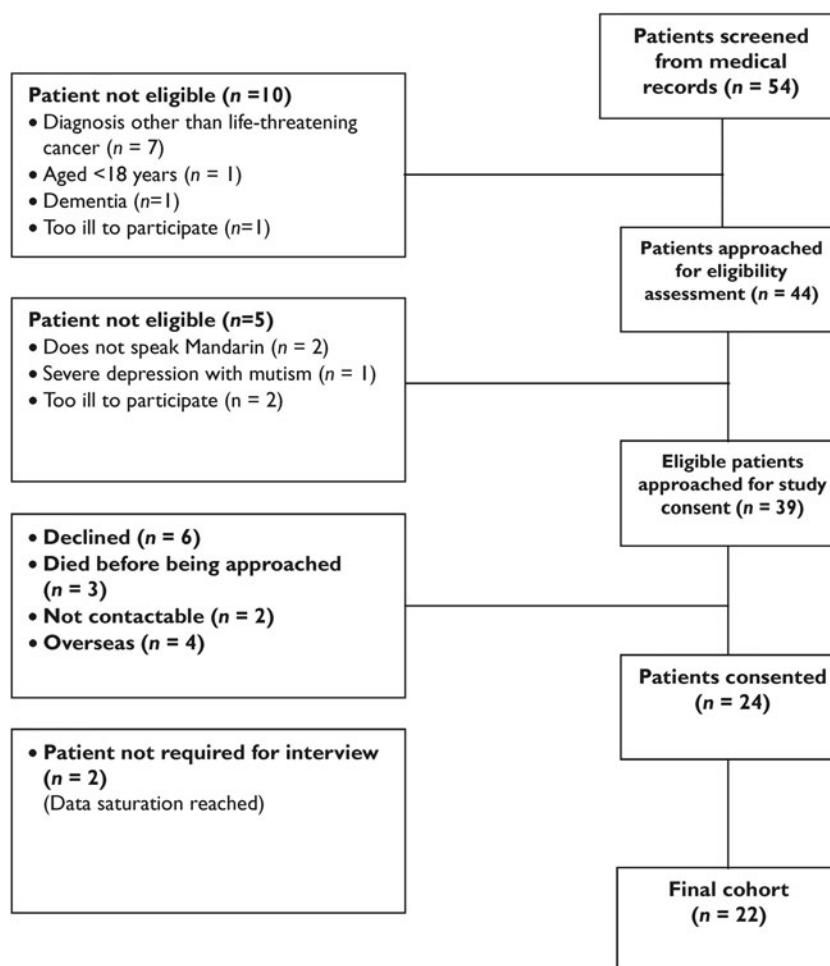 Patients screened
from medical
records (n = 54)
Patient not eligible (n =10)
• Diagnosis other than life-threatening
cancer (n = 7)
• Aged <18 years (n = 1)
• Dementia (n=1)
• Too ill to participate (n=1)
Patients approached
for eligibility
assessment (n = 44)
Patient not eligible (n=5)
• Does not speak Mandarin (n = 2)
• Severe depression with mutism (n = 1)
• Too ill to participate (n = 2)
Eligible patients
approached for study
consent (n = 39)
• Declined (n = 6)
• Died before being approached
(n = 3)
• Not contactable (n = 2)
• Overseas (n = 4)
Patients consented
(n = 24)
• Patient not required for interview
(n = 2)
(Data saturation reached)
Final cohort
(n = 22)